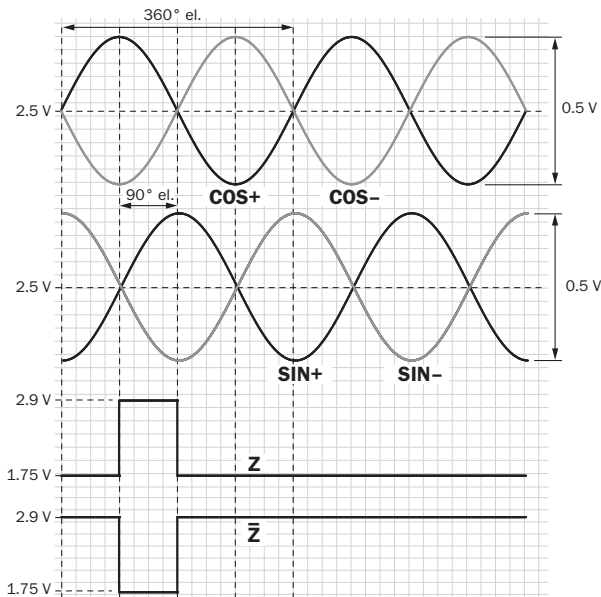 360° el.
2.5 V
0.5 V
90° el.
COS+
COS–
2.5 V
0.5 V
SIN+
SIN–
2.9 V
Z
1.75 V
2.9 V
Z̅
1.75 V